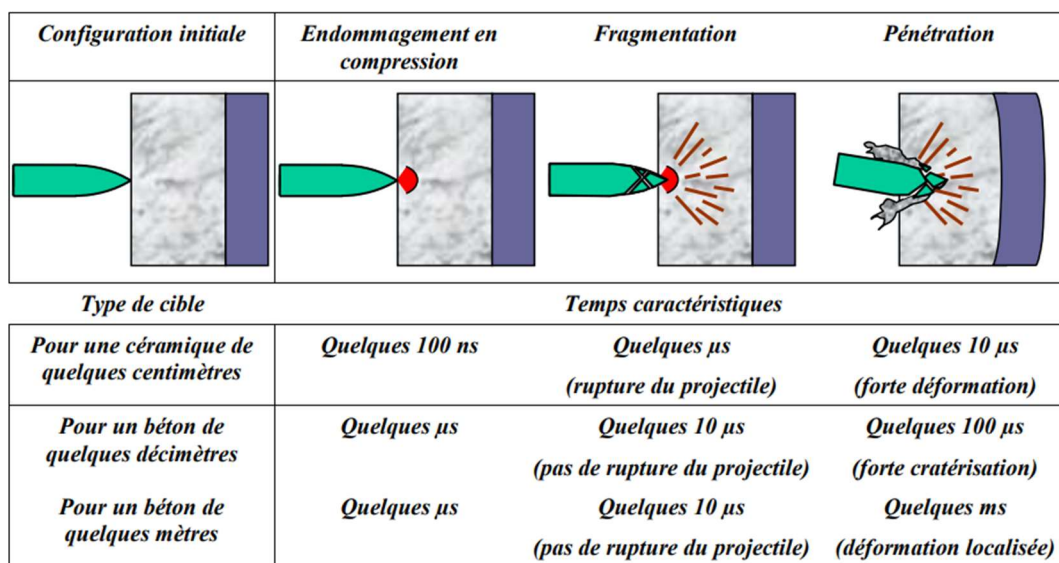 Configuration initiale
Endommagement en
compression
Fragmentation
Pénétration
Type de cible
Temps caractéristiques
Pour une céramique de
quelques centimètres
Quelques 100 ns
Quelques µs
(rupture du projectile)
Quelques 10 µs
(forte déformation)
Pour un béton de
quelques décimètres
Quelques µs
Quelques 10 µs
(pas de rupture du projectile)
Quelques 100 µs
(forte cratérisation)
Pour un béton de
quelques mètres
Quelques µs
Quelques 10 µs
(pas de rupture du projectile)
Quelques ms
(déformation localisée)